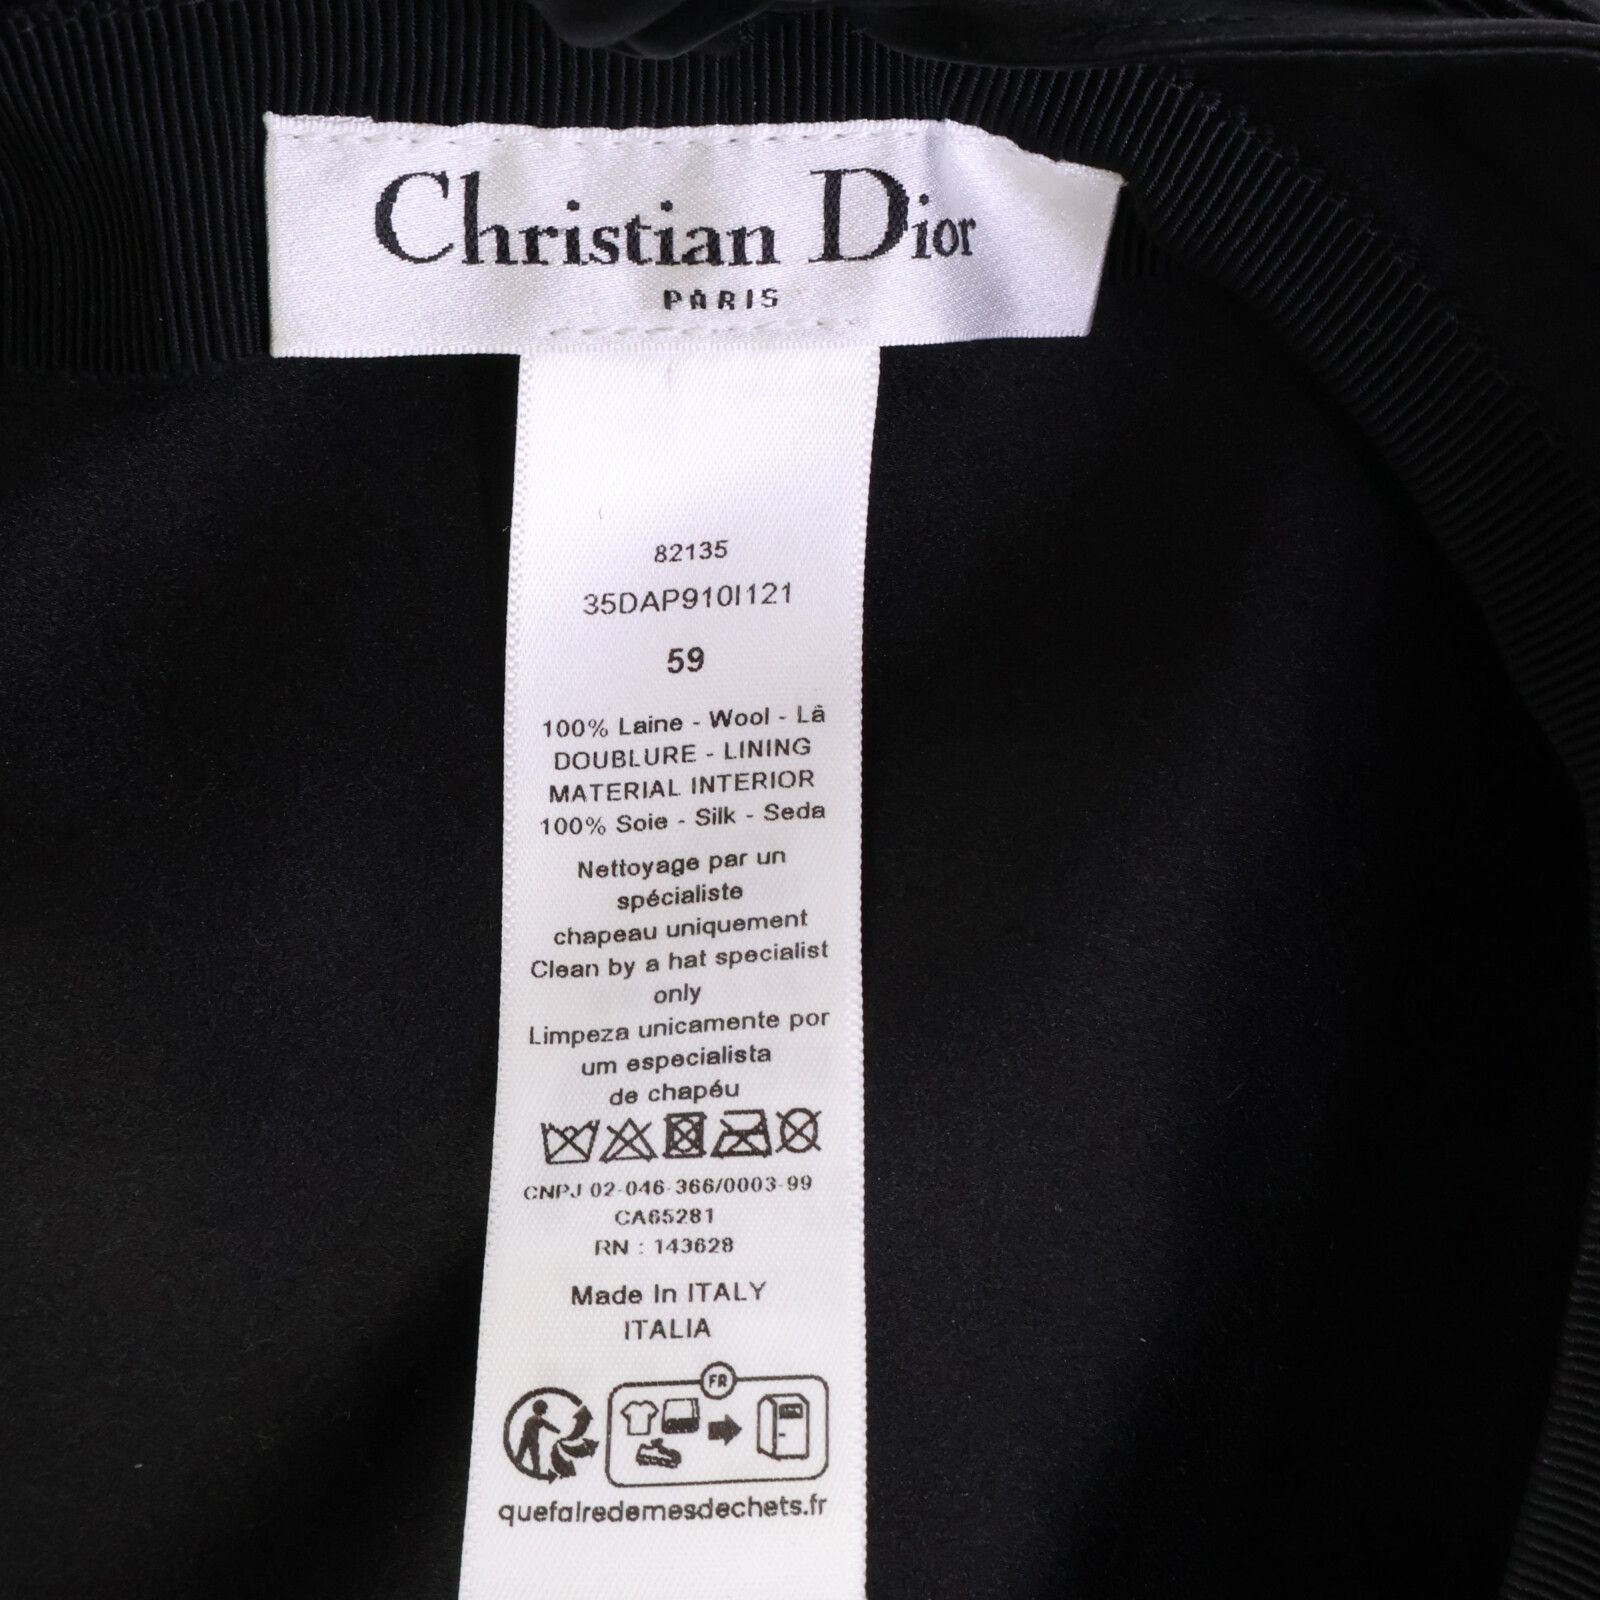 Christian Dior
PARIS
82135
35DAP910I121
59
100% Laine - Wool - Lã
DOUBLURE - LINING
MATERIAL INTERIOR
100% Soie - Silk - Seda
Nettoyage par un
spécialiste
chapeau uniquement
Clean by a hat specialist
only
Limpeza unicamente por
um especialista
de chapéu
CNPJ 02-046-366/0003-99
CA65281
RN : 143628
Made In ITALY
ITALIA
FR
quefairedemesdechets.fr